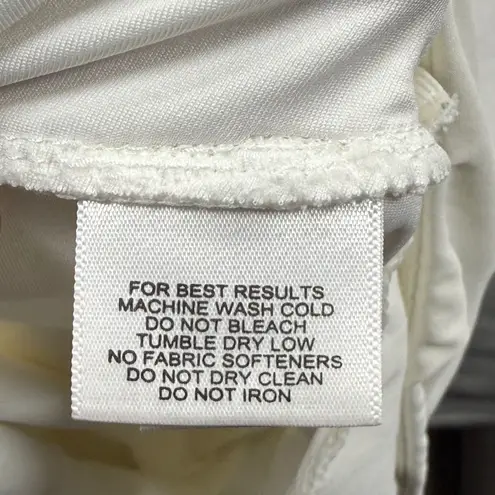 FOR BEST RESULTS
MACHINE WASH COLD
DO NOT BLEACH
TUMBLE DRY LOW
NO FABRIC SOFTENERS
DO NOT DRY CLEAN
DO NOT IRON